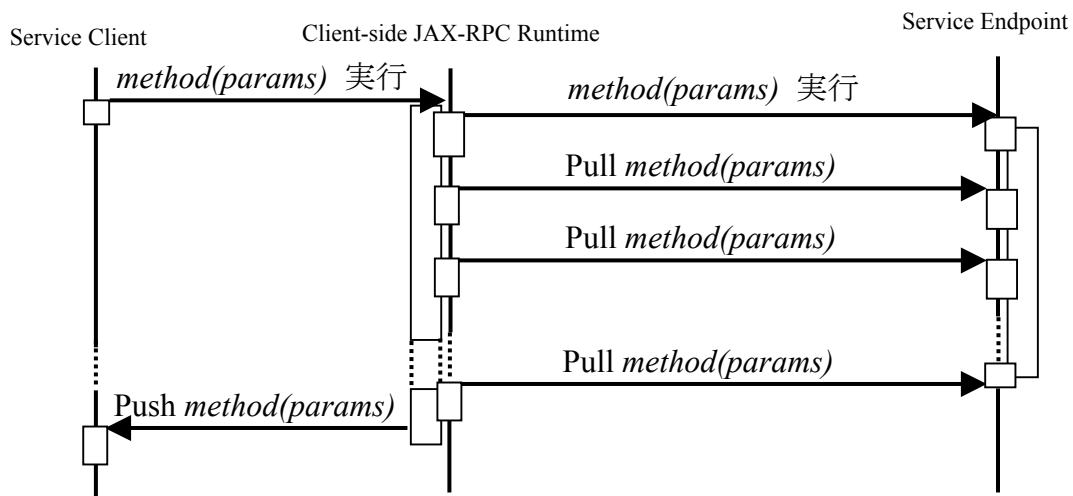 Service Client
Client-side JAX-RPC Runtime
Service Endpoint
method(params) 実行
method(params) 実行
Pull method(params)
Pull method(params)
Pull method(params)
Push method(params)